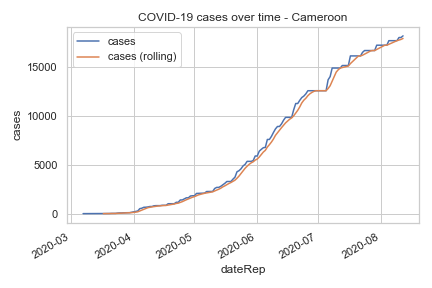 COVID-19 cases over time - Cameroon
cases
cases (rolling)
15000
10000
5000
0
cases
2020-03
2020-04
2020-05
2020-06
2020-07
2020-08
dateRep